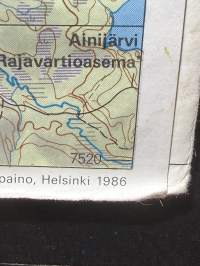 Ainijärvi
Rajavartioasema
7520
paino, Helsinki 1986